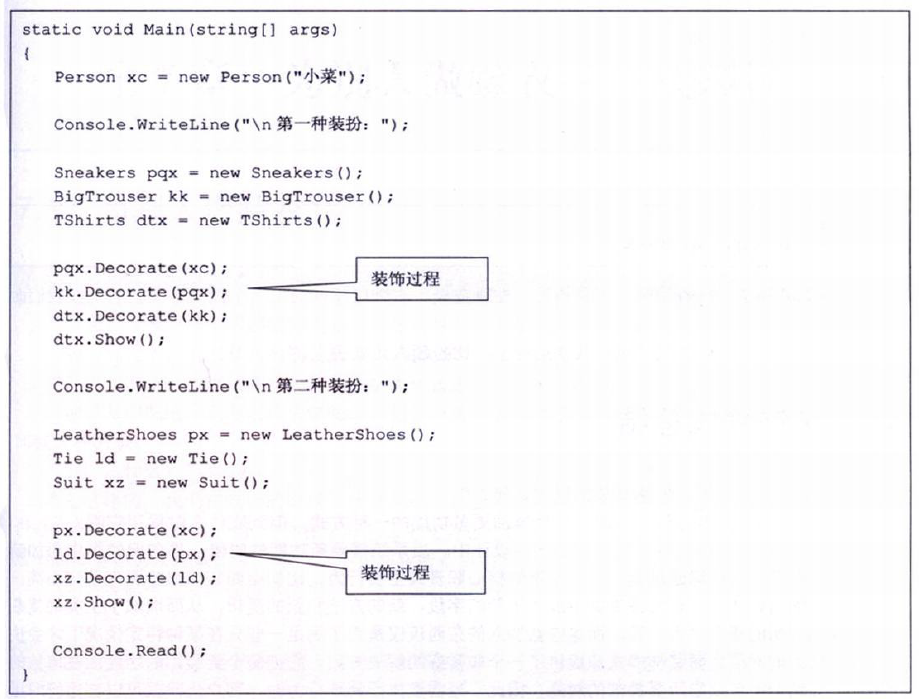 static void Main(string[] args)
{
Person xc = new Person("小菜");
Console.WriteLine("\n 第一种装扮：");
Sneakers pqx = new Sneakers();
BigTrouser kk = new BigTrouser();
TShirts dtx = new TShirts();
pqx.Decorate(xc);
kk.Decorate(pqx);
装饰过程
dtx.Decorate(kk);
dtx.Show();
Console.WriteLine("\n 第二种装扮：");
LeatherShoes px = new LeatherShoes();
Tie ld = new Tie();
Suit xz = new Suit();
px.Decorate(xc);
ld.Decorate(px);
装饰过程
xz.Decorate(ld);
xz.Show();
Console.Read();
}